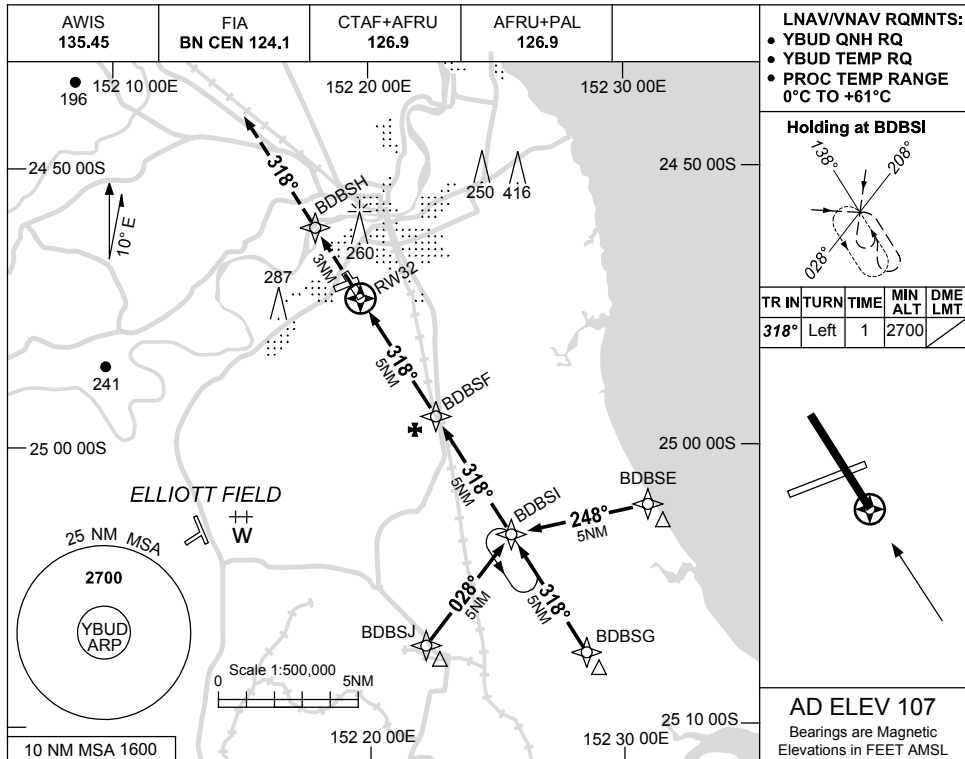 AWIS
135.45
FIA
BN CEN 124.1
CTAF+AFRU
126.9
AFRU+PAL
126.9
LNAV/VNAV RQMNTS:
• YBUD QNH RQ
• YBUD TEMP RQ
• PROC TEMP RANGE
0°C TO +61°C
152 10 00E
152 20 00E
152 30 00E
196
24 50 00S
24 50 00S
318°
BDBSH
250
416
10° E
260
3NM
RW32
287
241
318°
5NM
BDBSF
25 00 00S
25 00 00S
318°
5NM
BDBSI
BDBSE
248°
5NM
ELLIOTT FIELD
W
25 NM MSA
2700
YBUD
ARP
028°
5NM
318°
5NM
BDBSJ
BDBSG
Scale 1:500,000
0
5NM
25 10 00S
152 20 00E
152 30 00E
10 NM MSA 1600
Holding at BDBSI
138°
208°
028°
TR IN
TURN
TIME
MIN
ALT
DME
LMT
318°
Left
1
2700
AD ELEV 107
Bearings are Magnetic
Elevations in FEET AMSL